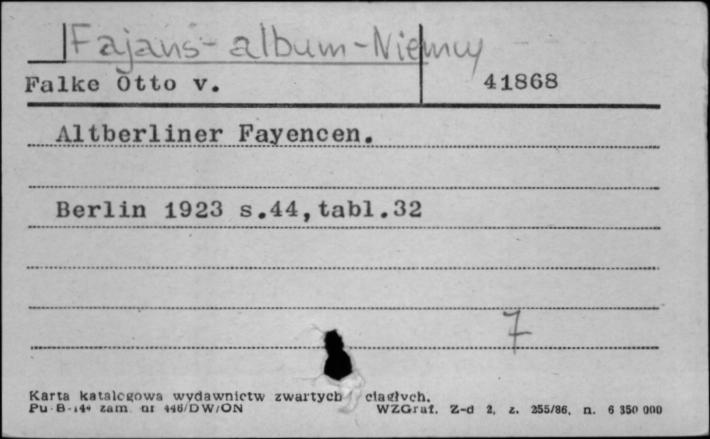 Fajans - album - Niemcy
Falke Otto v. 41868
Altberliner Fayencen.
Berlin 1923 s.44, tabl.32
7
Karta katalogowa wydawnictw zwartych ciągłych.
Pu-B-144 zam. nr 446/DW/ON WZGraf. Z-d 2, z. 255/86, n. 6 350 000